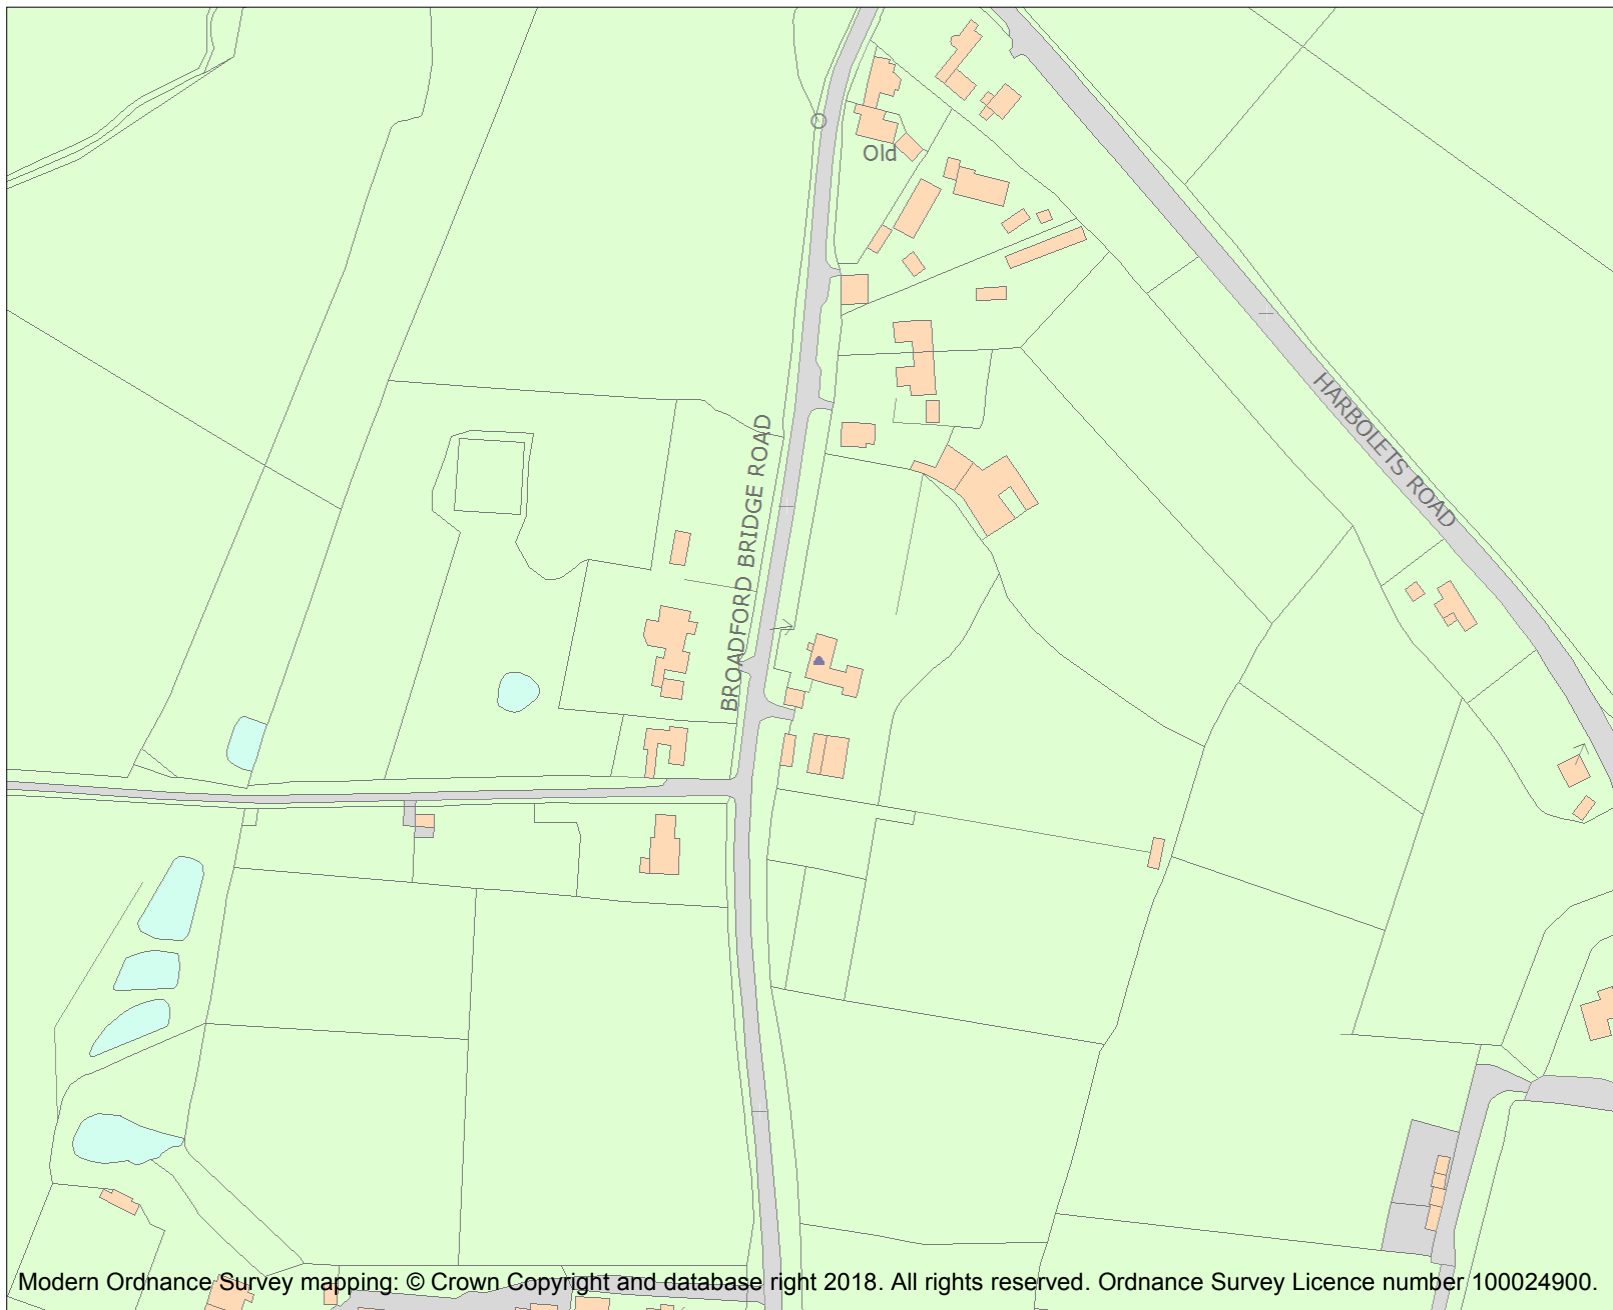 Old
HARBOLETS ROAD
BROADFORD BRIDGE ROAD
Modern Ordnance Survey mapping: © Crown Copyright and database right 2018. All rights reserved. Ordnance Survey Licence number 100024900.